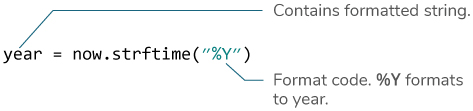 Contains formatted string.
year = now.strftime("%Y")
Format code. %Y formats
to year.